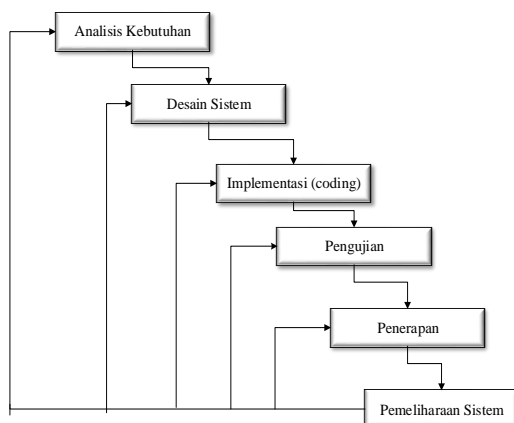 Analisis Kebutuhan
Desain Sistem
Implementasi (coding)
Pengujian
Penerapan
Pemeliharaan Sistem